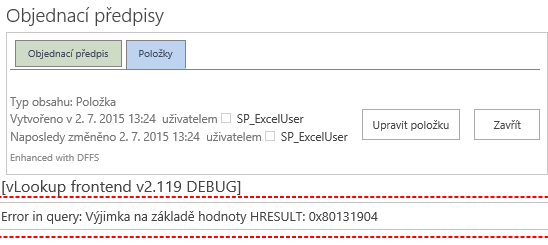 Objednací předpisy
Objednací předpis Položky
Typ obsahu: Položka
Vytvořeno v 2. 7. 2015 13:24 uživatelem SP_ExcelUser
Naposledy změněno 2. 7. 2015 13:24 uživatelem SP_ExcelUser
Upravit položku Zavřít
Enhanced with DFFS
[vLookup frontend v2.119 DEBUG]
Error in query: Výjimka na základě hodnoty HRESULT: 0x80131904